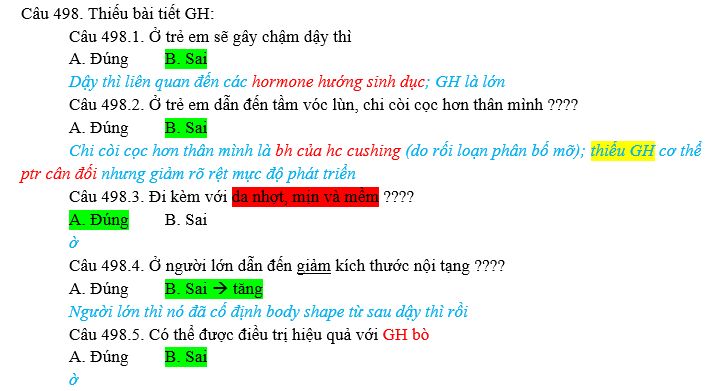 Câu 498. Thiếu bài tiết GH:
Câu 498.1. Ở trẻ em sẽ gây chậm dậy thì
A. Đúng B. Sai
Dậy thì liên quan đến các hormone hướng sinh dục; GH là lớn
Câu 498.2. Ở trẻ em dẫn đến tầm vóc lùn, chi còi cọc hơn thân mình ????
A. Đúng B. Sai
Chi còi cọc hơn thân mình là bh của hc cushing (do rối loạn phân bố mỡ); thiếu GH cơ thể
ptr cân đối nhưng giảm rõ rệt mực độ phát triển
Câu 498.3. Đi kèm với da nhợt, mịn và mềm ????
A. Đúng B. Sai
ờ
Câu 498.4. Ở người lớn dẫn đến giảm kích thước nội tạng ????
A. Đúng B. Sai → tăng
Người lớn thì nó đã cố định body shape từ sau dậy thì rồi
Câu 498.5. Có thể được điều trị hiệu quả với GH bò
A. Đúng B. Sai
ờ